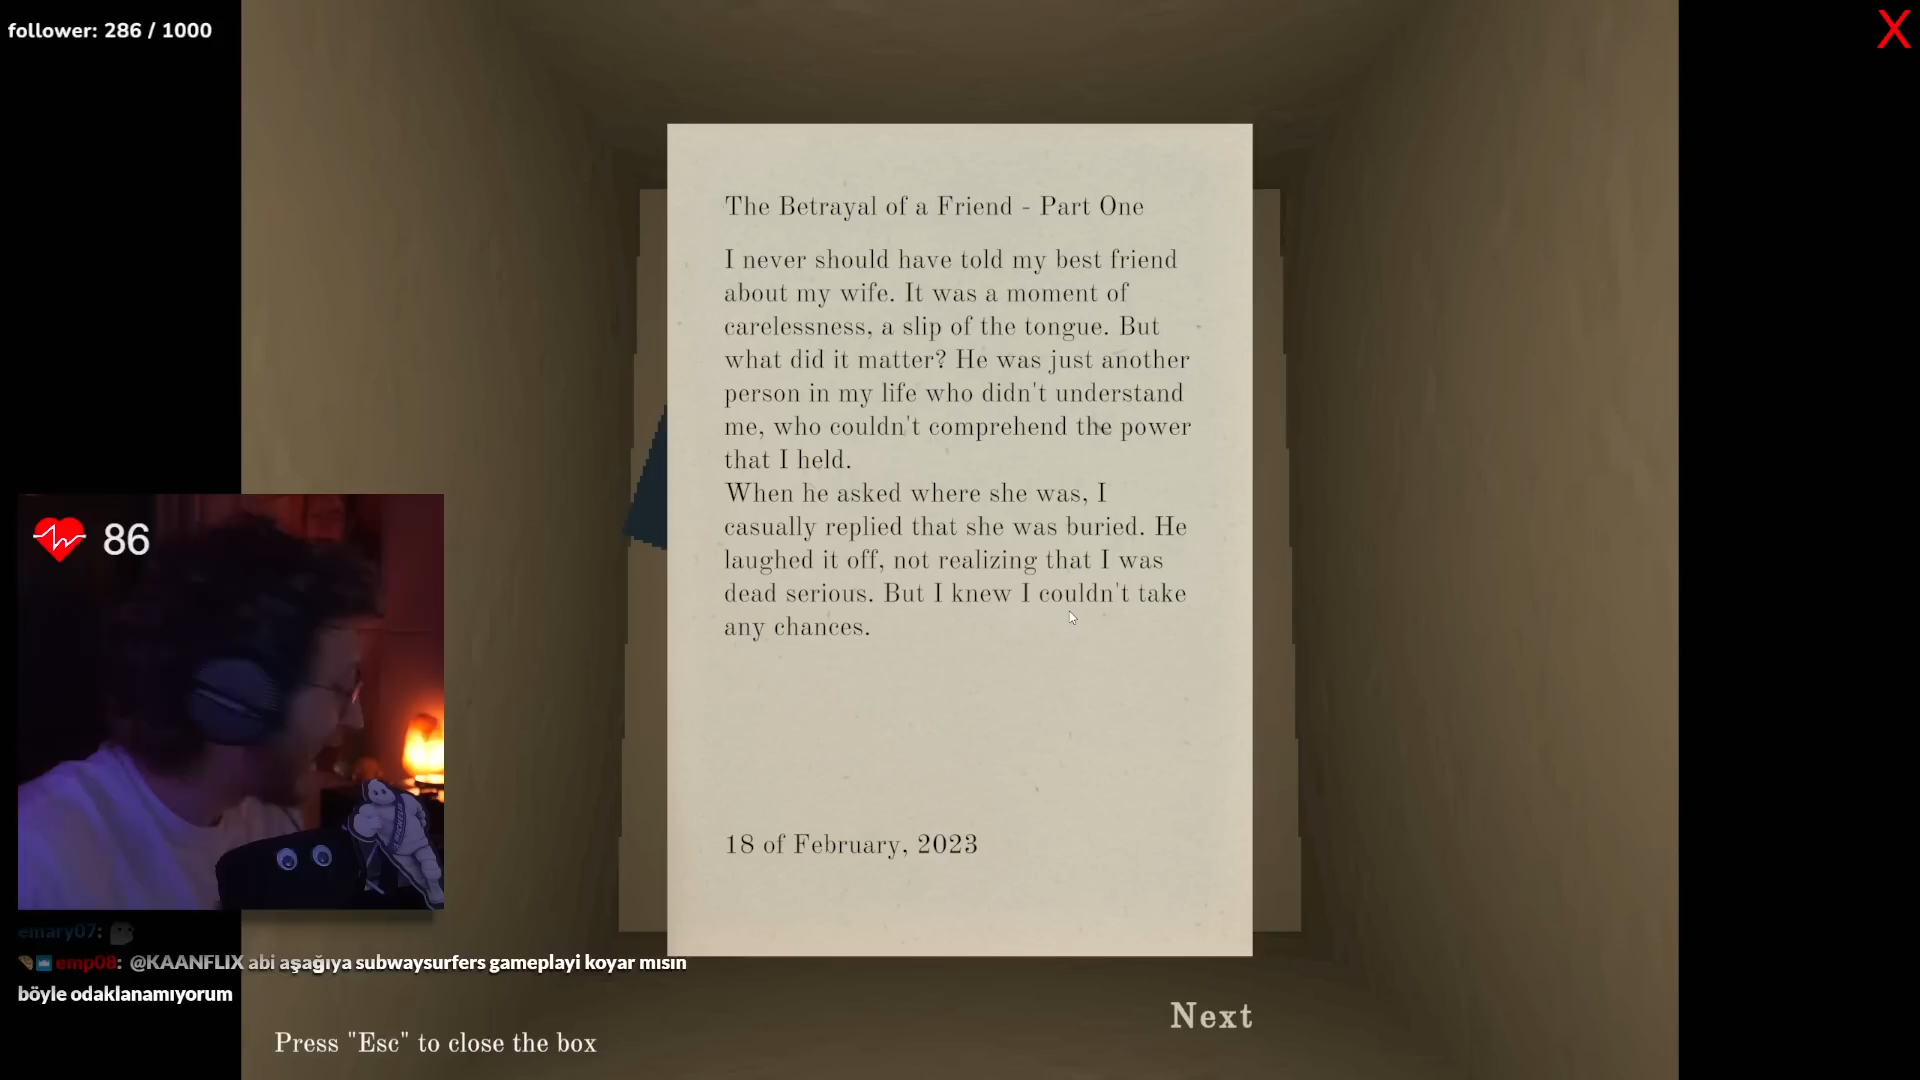 follower: 286 / 1000
X
The Betrayal of a Friend - Part One
I never should have told my best friend
about my wife. It was a moment of
carelessness, a slip of the tongue. But
what did it matter? He was just another
person in my life who didn't understand
me, who couldn't comprehend the power
that I held.
When he asked where she was, I
casually replied that she was buried. He
laughed it off, not realizing that I was
dead serious. But I knew I couldn't take
any chances.
18 of February, 2023
86
MICHELIN
emary07:
emp08: @KAANFLIX abi aşağıya subwaysurfers gameplayi koyar mısın
böyle odaklanamıyorum
Next
Press "Esc" to close the box